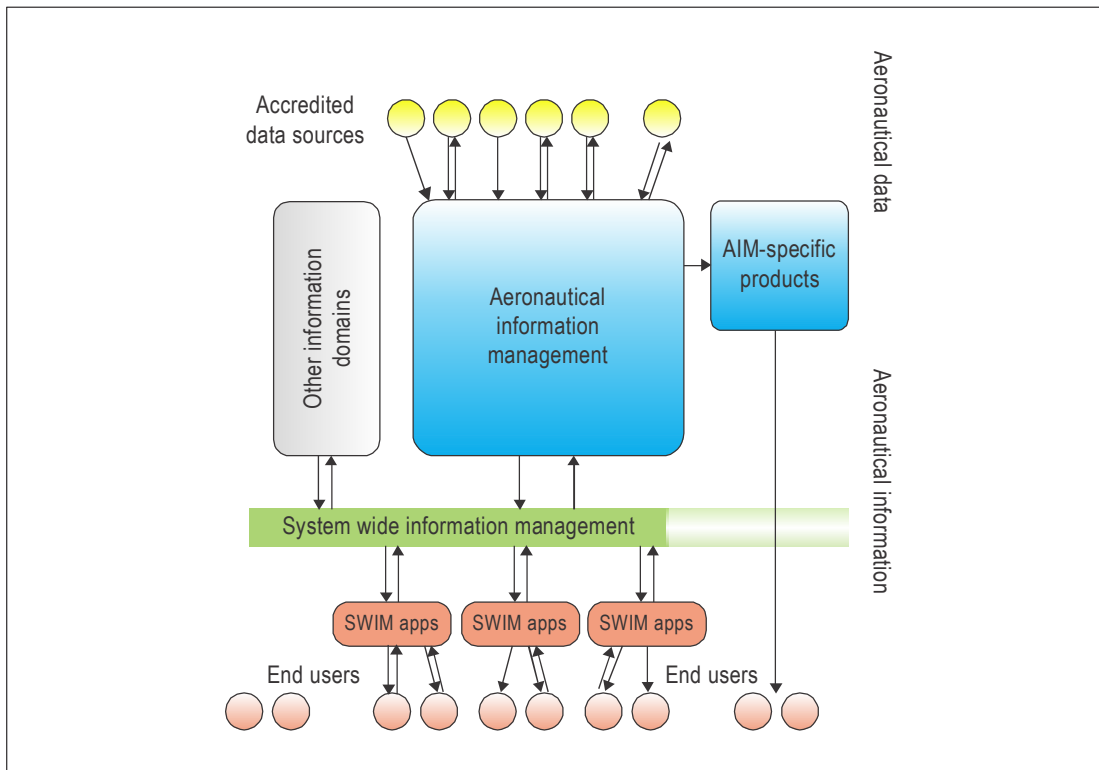 Accredited
data sources
Aeronautical data
Other information
domains
Aeronautical
information
management
AIM-specific
products
Aeronautical information
System wide information management
SWIM apps
SWIM apps
SWIM apps
End users
End users